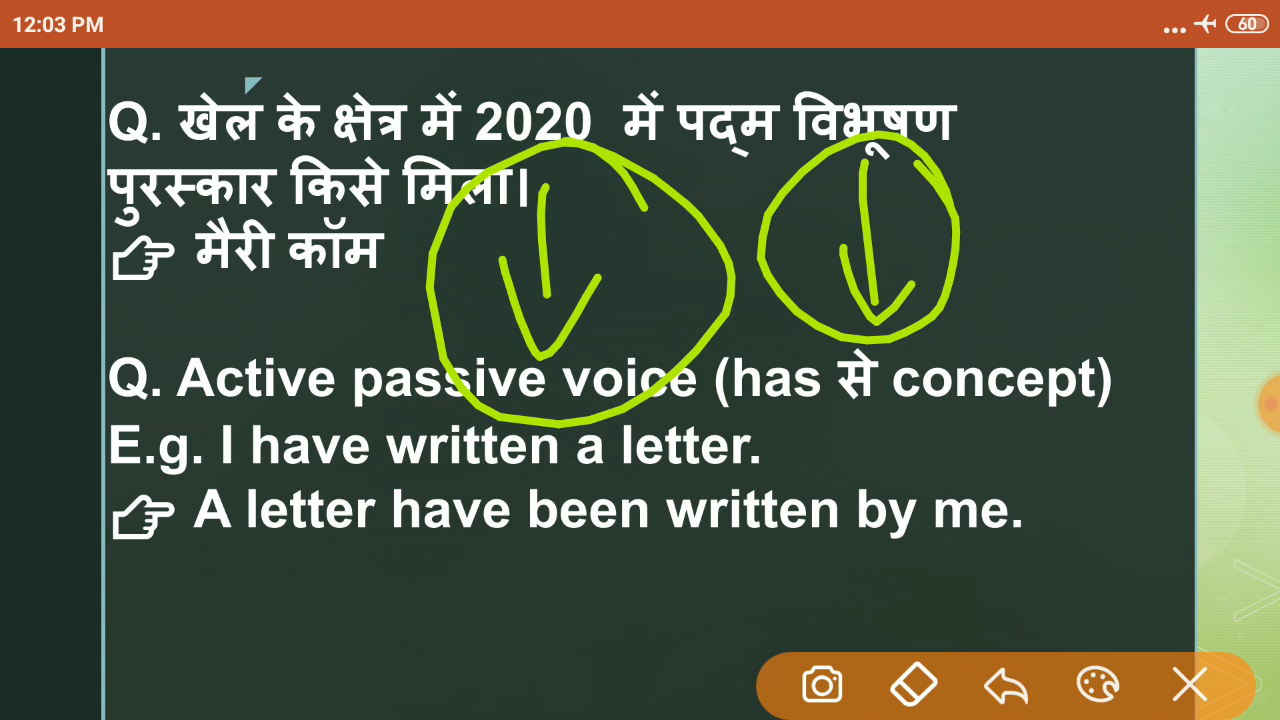 12:03 PM
60
Q. खेल के क्षेत्र में 2020 में पद्म विभूषण
पुरस्कार किसे मिला।
मैरी कॉम
Q. Active passive voice (has से concept)
E.g. I have written a letter.
A letter have been written by me.